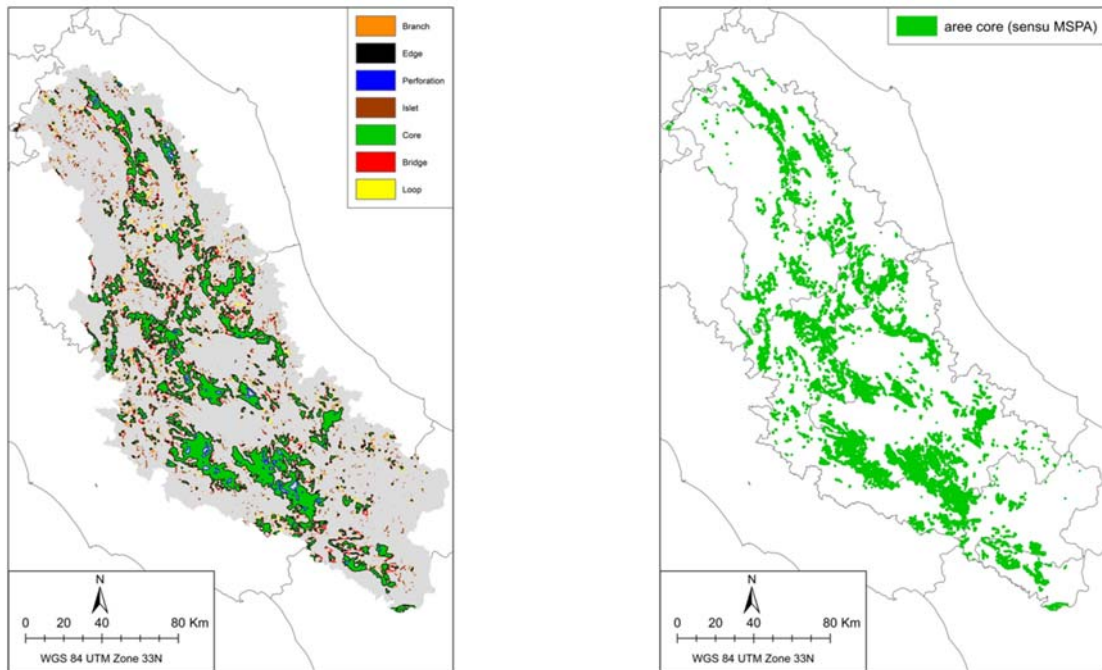 Branch
Edge
Perforation
Islet
Core
Bridge
Loop
N
0 20 40 80 Km
WGS 84 UTM Zone 33N
aree core (sensu MSPA)
N
0 20 40 80 Km
WGS 84 UTM Zone 33N